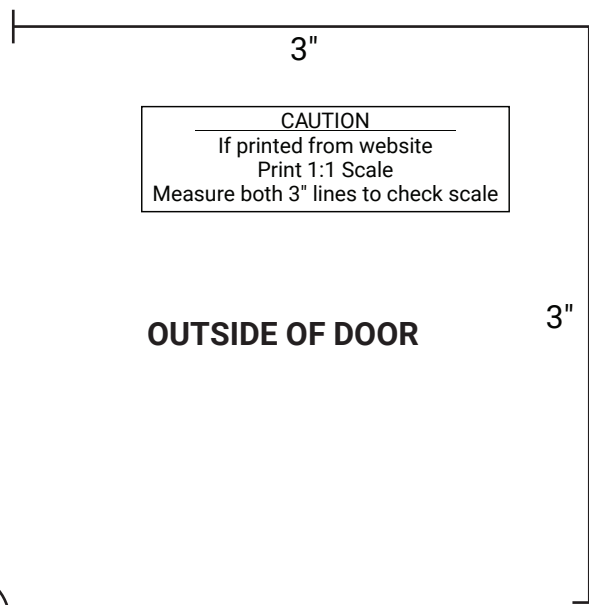 3"
CAUTION
If printed from website
Print 1:1 Scale
Measure both 3" lines to check scale
3"
OUTSIDE OF DOOR